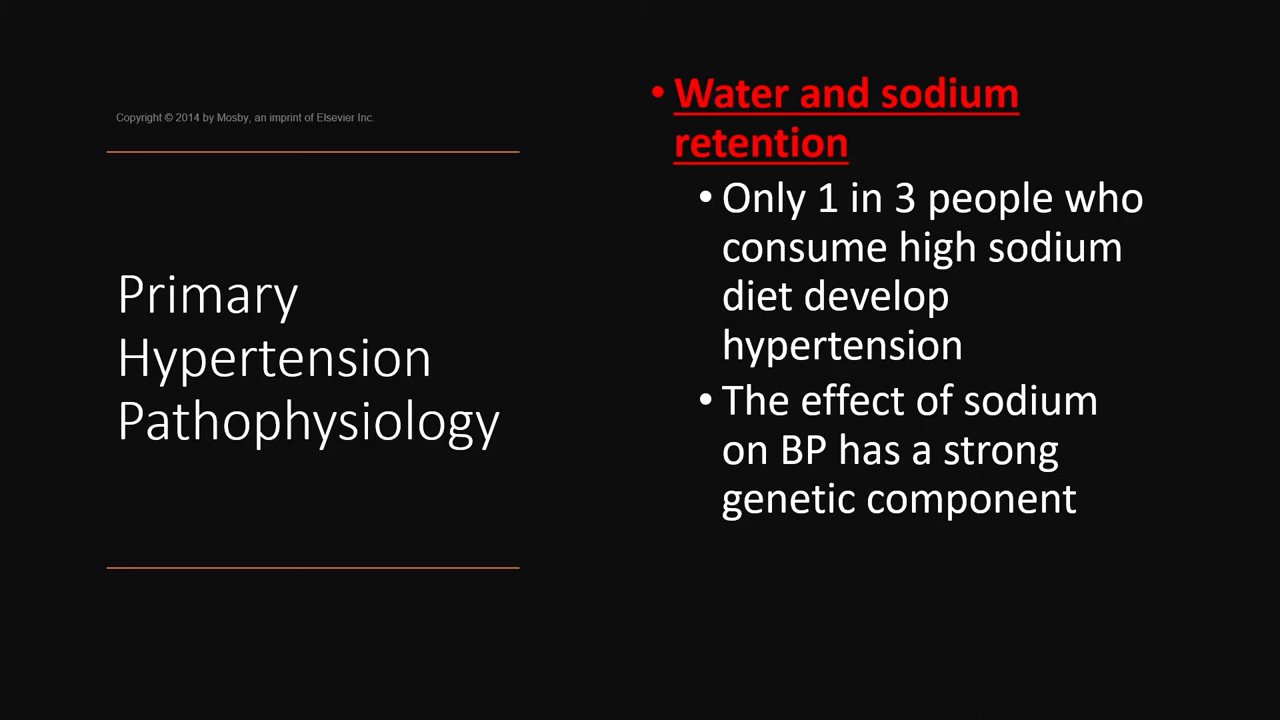 Copyright © 2014 by Mosby, an imprint of Elsevier Inc.
Primary
Hypertension
Pathophysiology
• Water and sodium
retention
• Only 1 in 3 people who
consume high sodium
diet develop
hypertension
• The effect of sodium
on BP has a strong
genetic component